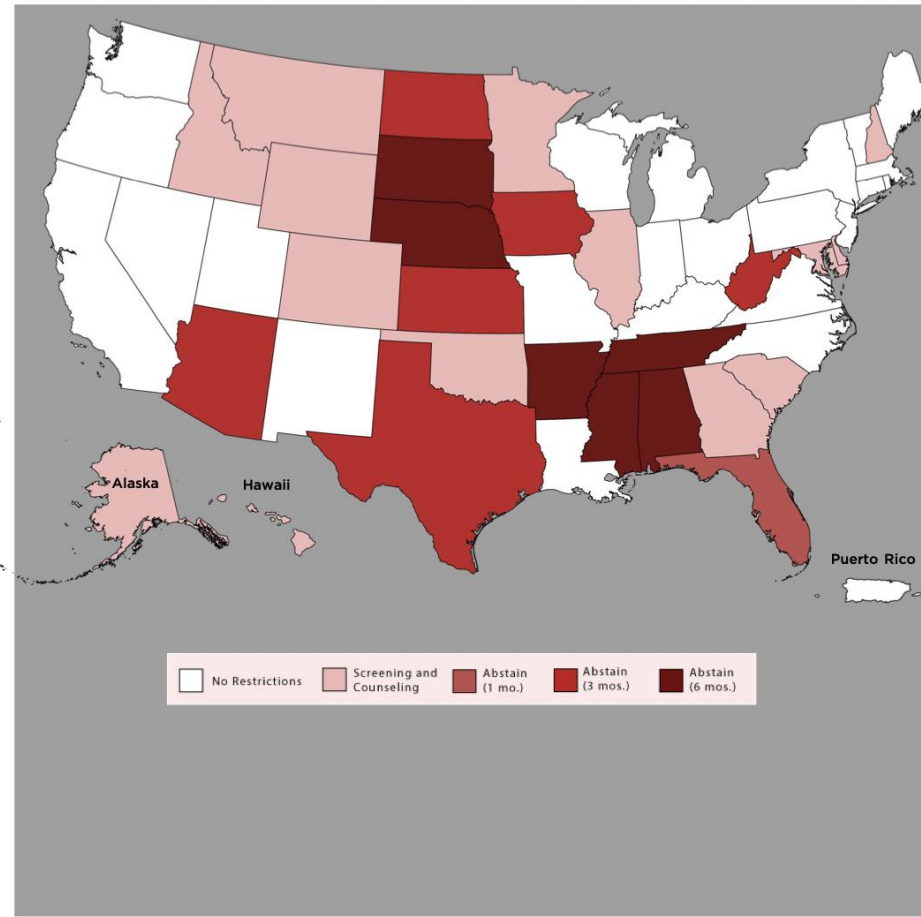 Alaska
Hawaii
Puerto Rico
No Restrictions
Screening and
Counseling
Abstain
(1 mo.)
Abstain
(3 mos.)
Abstain
(6 mos.)